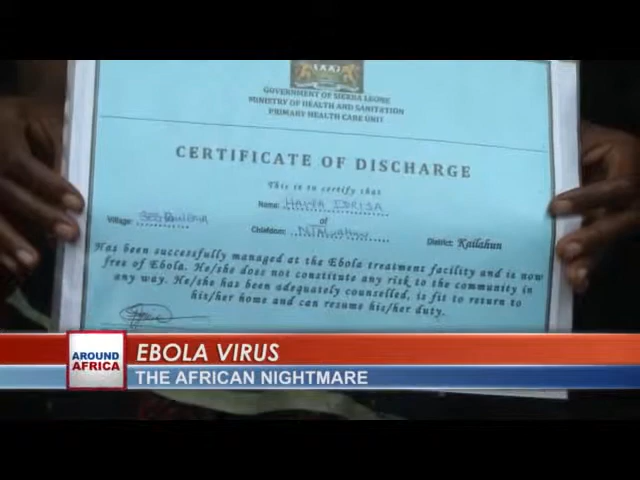 GOVERNMENT OF SIERRA LEONE
MINISTRY OF HEALTH AND SANITATION
PRIMARY HEALTH CARE UNIT
CERTIFICATE OF DISCHARGE
This is to certify that
Name: HAWA IDRISA
of
Village: Chiefdom: District: Kailahun
Has been successfully managed at the Ebola treatment facility and is now
free of Ebola. He/she does not constitute any risk to the community in
any way. He/she has been adequately counselled, is fit to return to
his/her home and can resume his/her duty.
AROUND
AFRICA
EBOLA VIRUS
THE AFRICAN NIGHTMARE